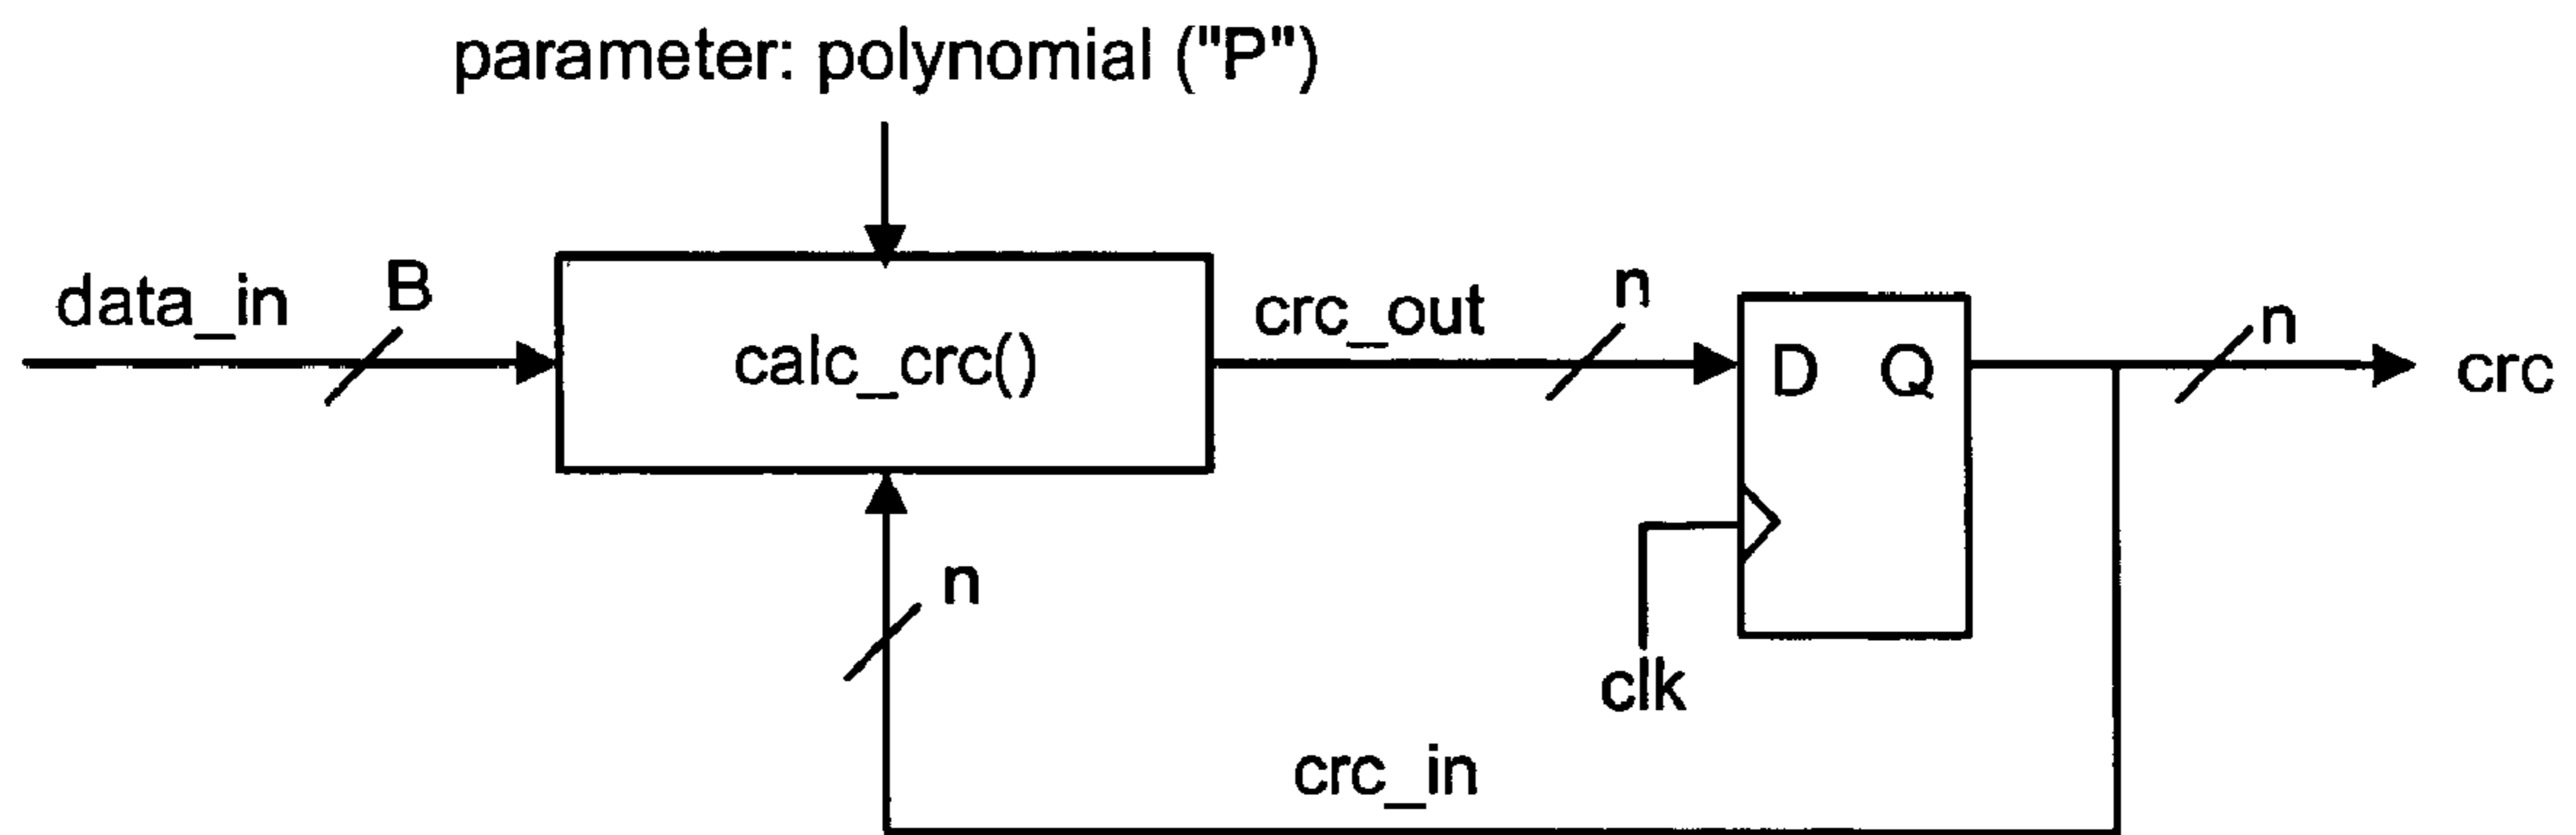 parameter: polynomial ("P")
data_in
B
calc_crc()
crc_out
n
D Q
n
crc
n
clk
crc_in